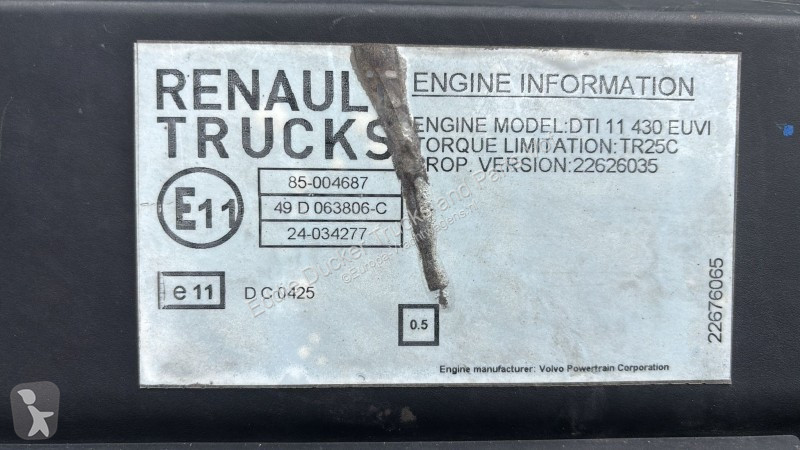 RENAUL
TRUCKS
E11
85-004687
49 D 063806-C
24-034277
e 11
D C 0425
ENGINE INFORMATION
ENGINE MODEL:DTI 11 430 EUVI
TORQUE LIMITATION:TR25C
PROP. VERSION:22626035
0.5
Engine manufacturer: Volvo Powertrain Corporation
22676065